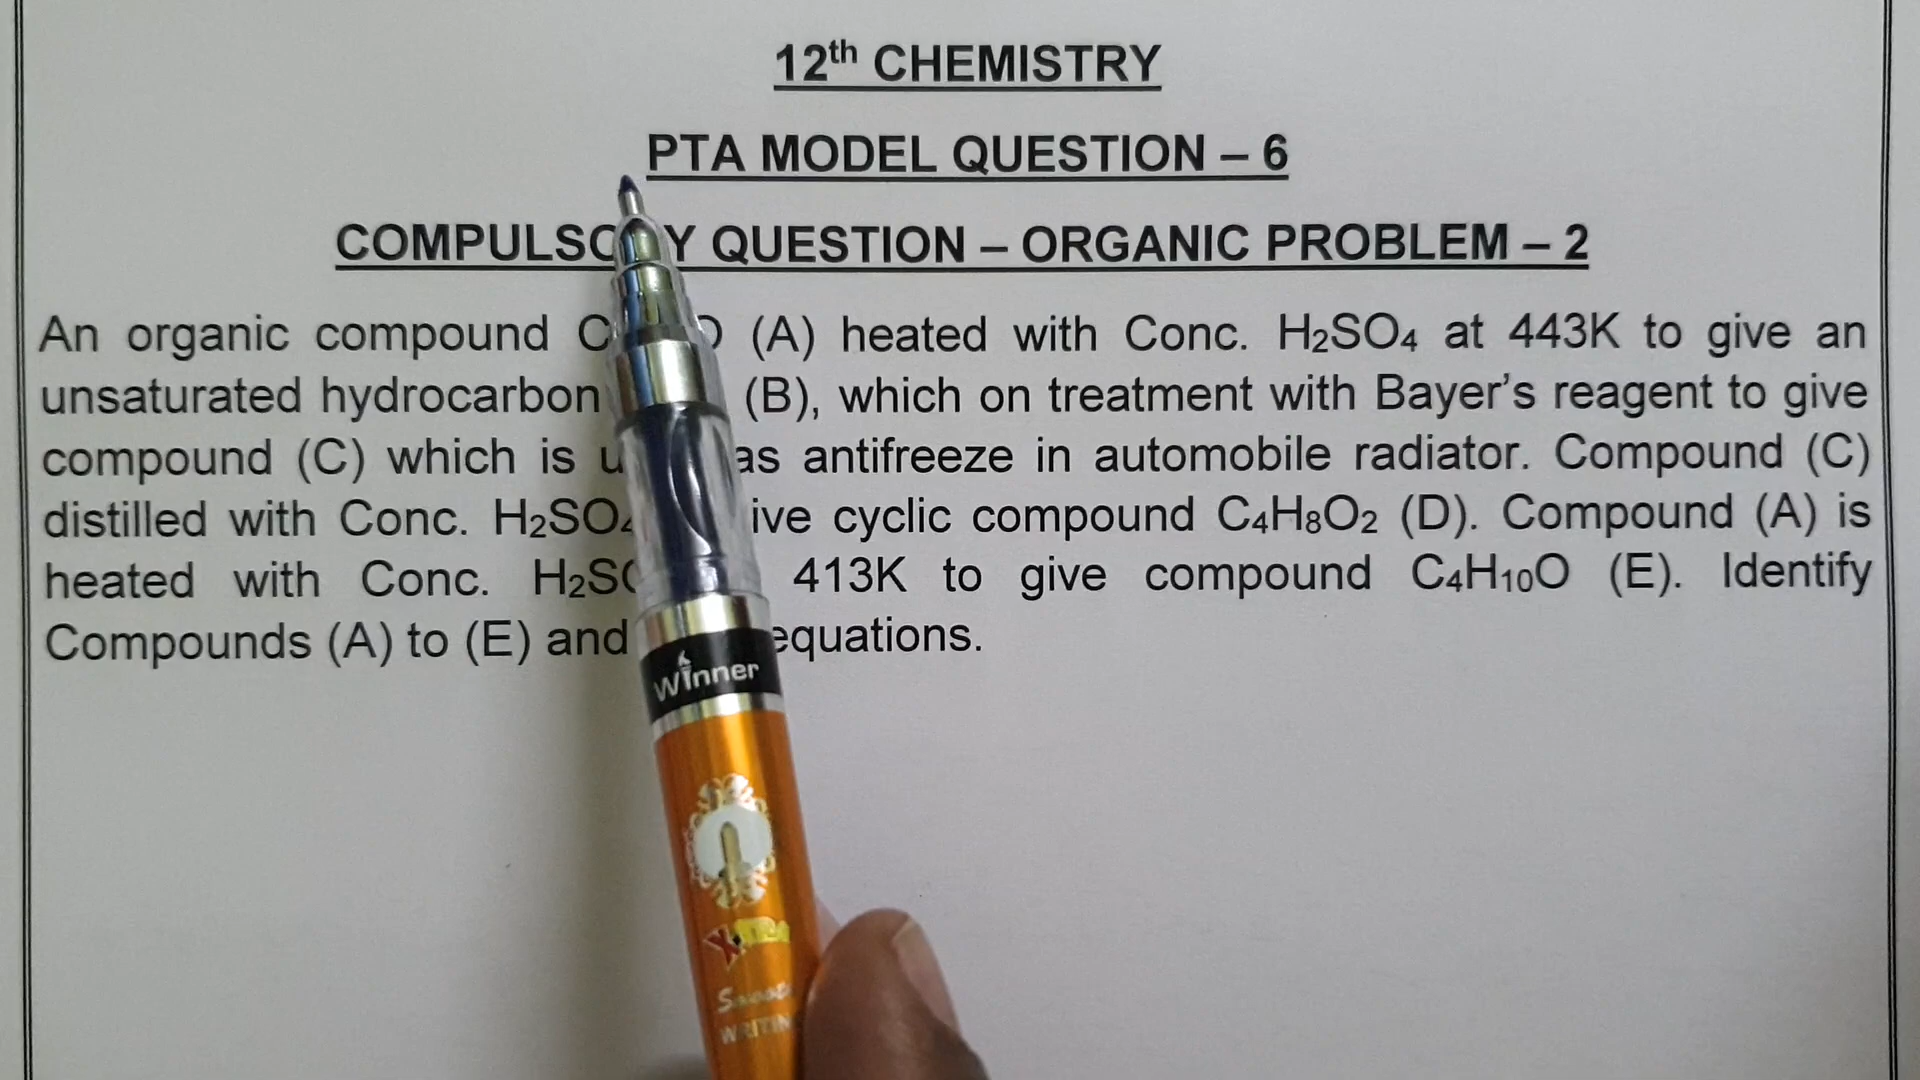 12th CHEMISTRY
PTA MODEL QUESTION – 6
COMPULSO Y QUESTION – ORGANIC PROBLEM – 2
An organic compound C O (A) heated with Conc. H₂SO₄ at 443K to give an
unsaturated hydrocarbon (B), which on treatment with Bayer's reagent to give
compound (C) which is u as antifreeze in automobile radiator. Compound (C)
distilled with Conc. H₂SO₄ ive cyclic compound C₄H₈O₂ (D). Compound (A) is
heated with Conc. H₂SO 413K to give compound C₄H₁₀O (E). Identify
Compounds (A) to (E) and equations.
Winner
Smooth
WRITIN